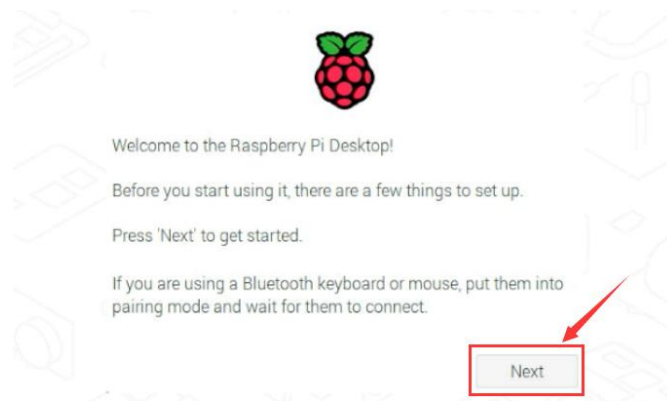 Welcome to the Raspberry Pi Desktop!
Before you start using it, there are a few things to set up.
Press 'Next' to get started.
If you are using a Bluetooth keyboard or mouse, put them into
pairing mode and wait for them to connect.
Next